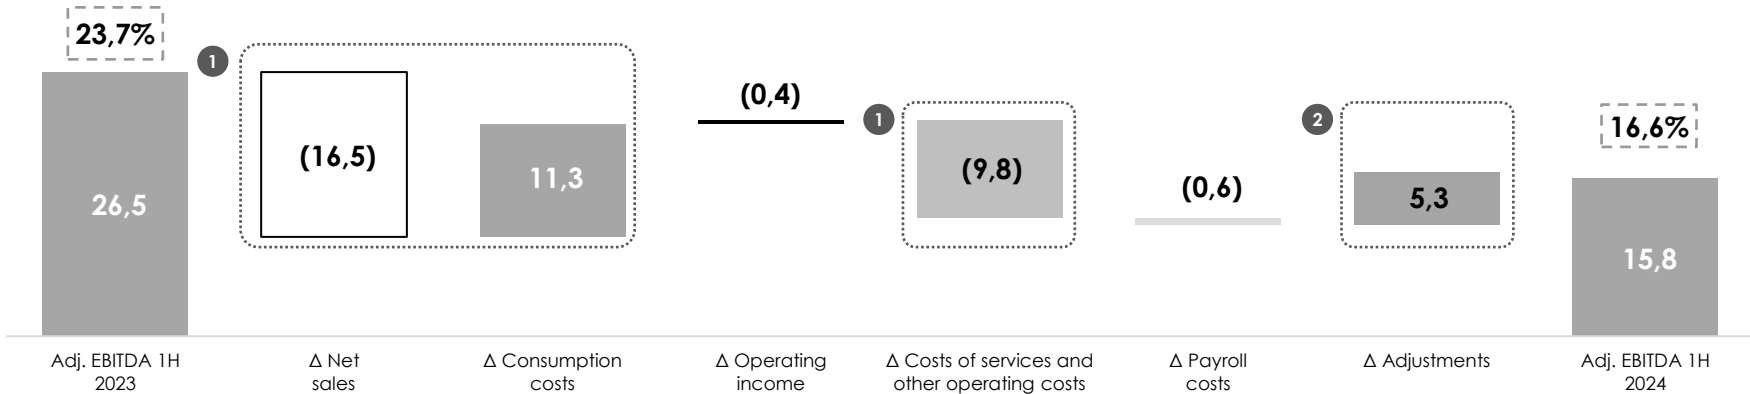 23,7%
1
26,5
(16,5)
11,3
(0,4)
1
(9,8)
(0,6)
2
5,3
16,6%
15,8
Adj. EBITDA 1H
2023
Δ Net
sales
Δ Consumption
costs
Δ Operating
income
Δ Costs of services and
other operating costs
Δ Payroll
costs
Δ Adjustments
Adj. EBITDA 1H
2024